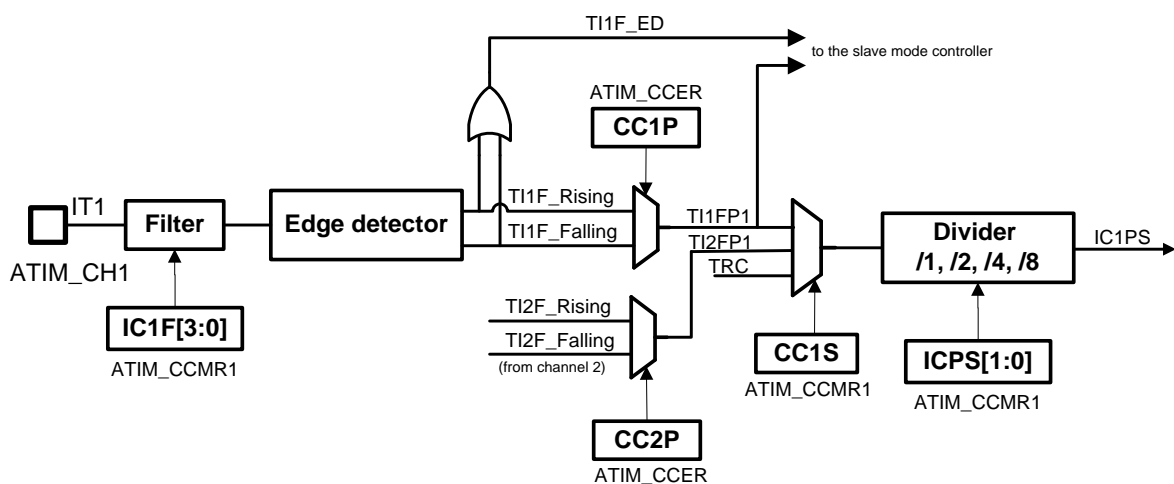 TI1F_ED
to the slave mode controller
ATIM_CCER
CC1P
IT1
Filter
Edge detector
TI1F_Rising
TI1F_Falling
TI1FP1
TI2FP1
TRC
Divider
/1, /2, /4, /8
IC1PS
ATIM_CH1
IC1F[3:0]
ATIM_CCMR1
TI2F_Rising
TI2F_Falling
(from channel 2)
CC1S
ATIM_CCMR1
ICPS[1:0]
ATIM_CCMR1
CC2P
ATIM_CCER